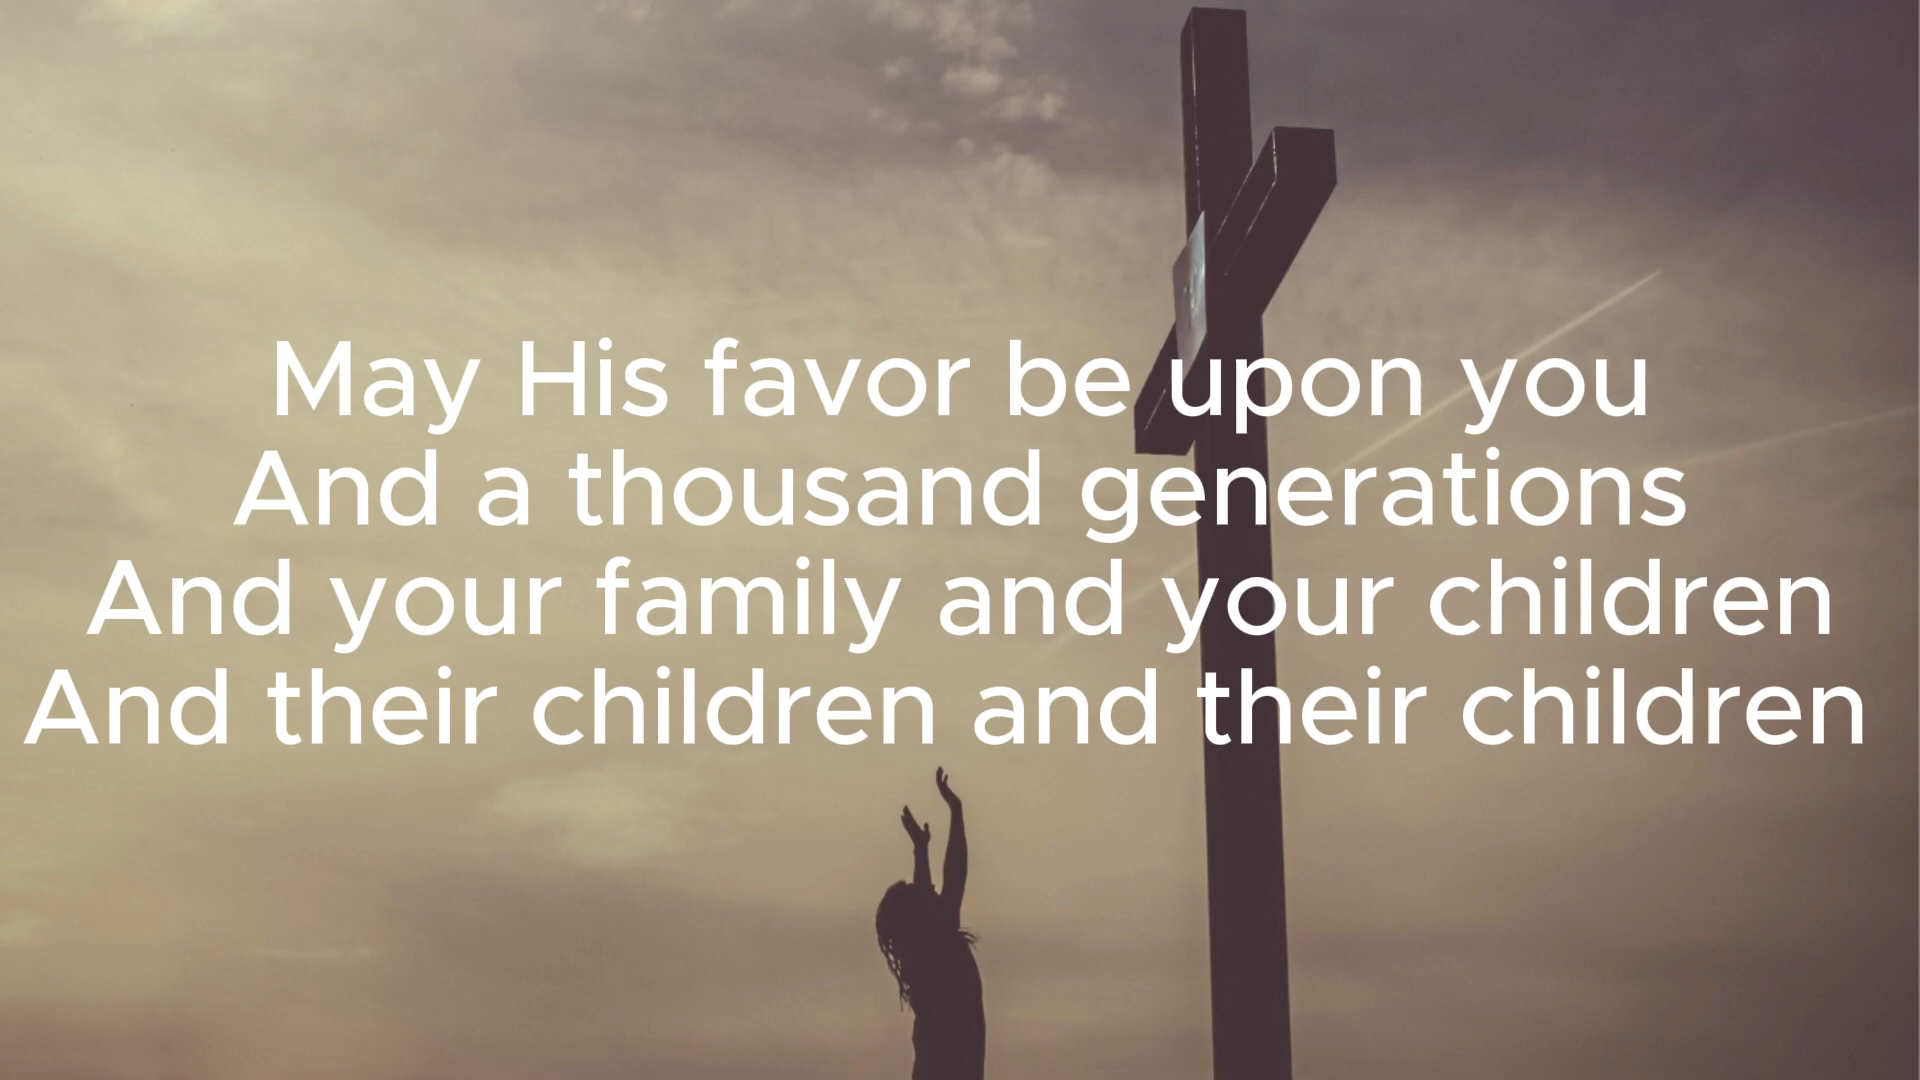 May His favor be upon you
And a thousand generations
And your family and your children
And their children and their children